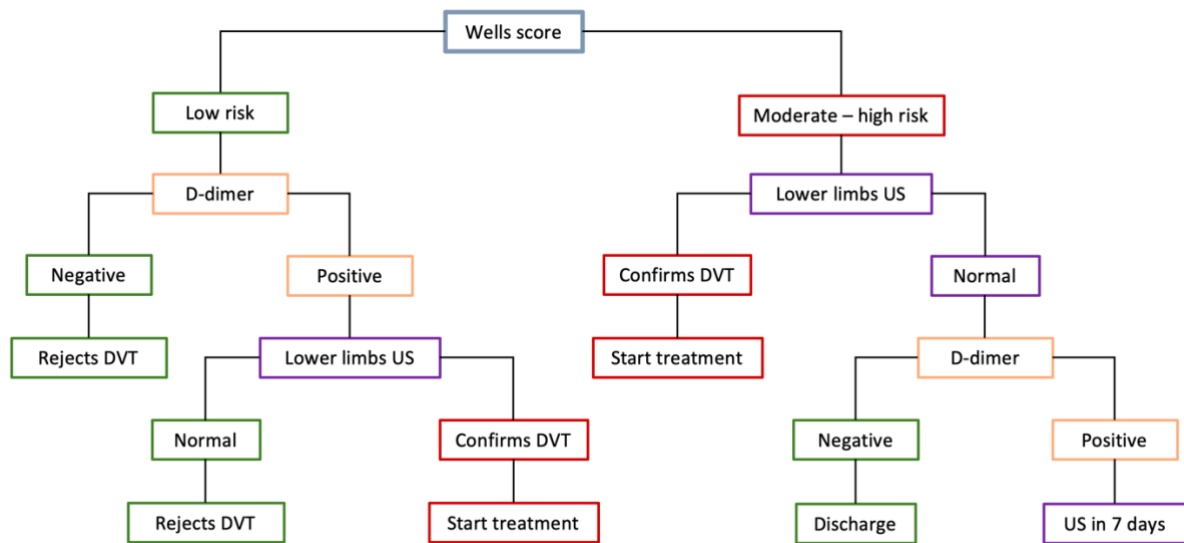 Wells score
Low risk
Moderate – high risk
D-dimer
Lower limbs US
Negative
Positive
Confirms DVT
Normal
Rejects DVT
Lower limbs US
Start treatment
D-dimer
Normal
Confirms DVT
Negative
Positive
Rejects DVT
Start treatment
Discharge
US in 7 days